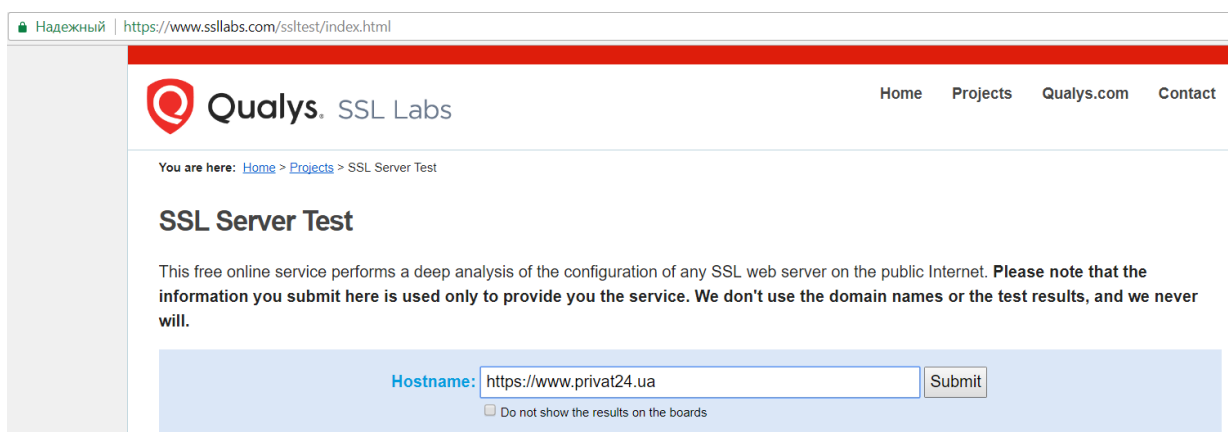 Надежный | https://www.ssllabs.com/ssltest/index.html
Qualys. SSL Labs
Home Projects Qualys.com Contact
You are here: Home > Projects > SSL Server Test
SSL Server Test
This free online service performs a deep analysis of the configuration of any SSL web server on the public Internet. Please note that the
information you submit here is used only to provide you the service. We don't use the domain names or the test results, and we never
will.
Hostname: https://www.privat24.ua Submit
Do not show the results on the boards